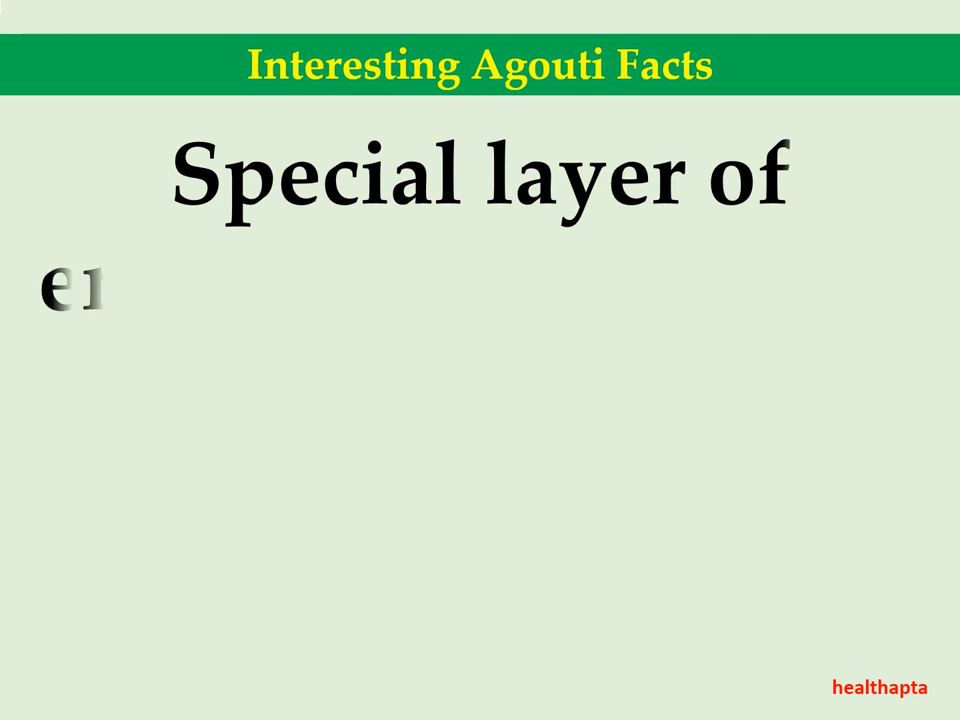 Interesting Agouti Facts
Special layer of
healthapta